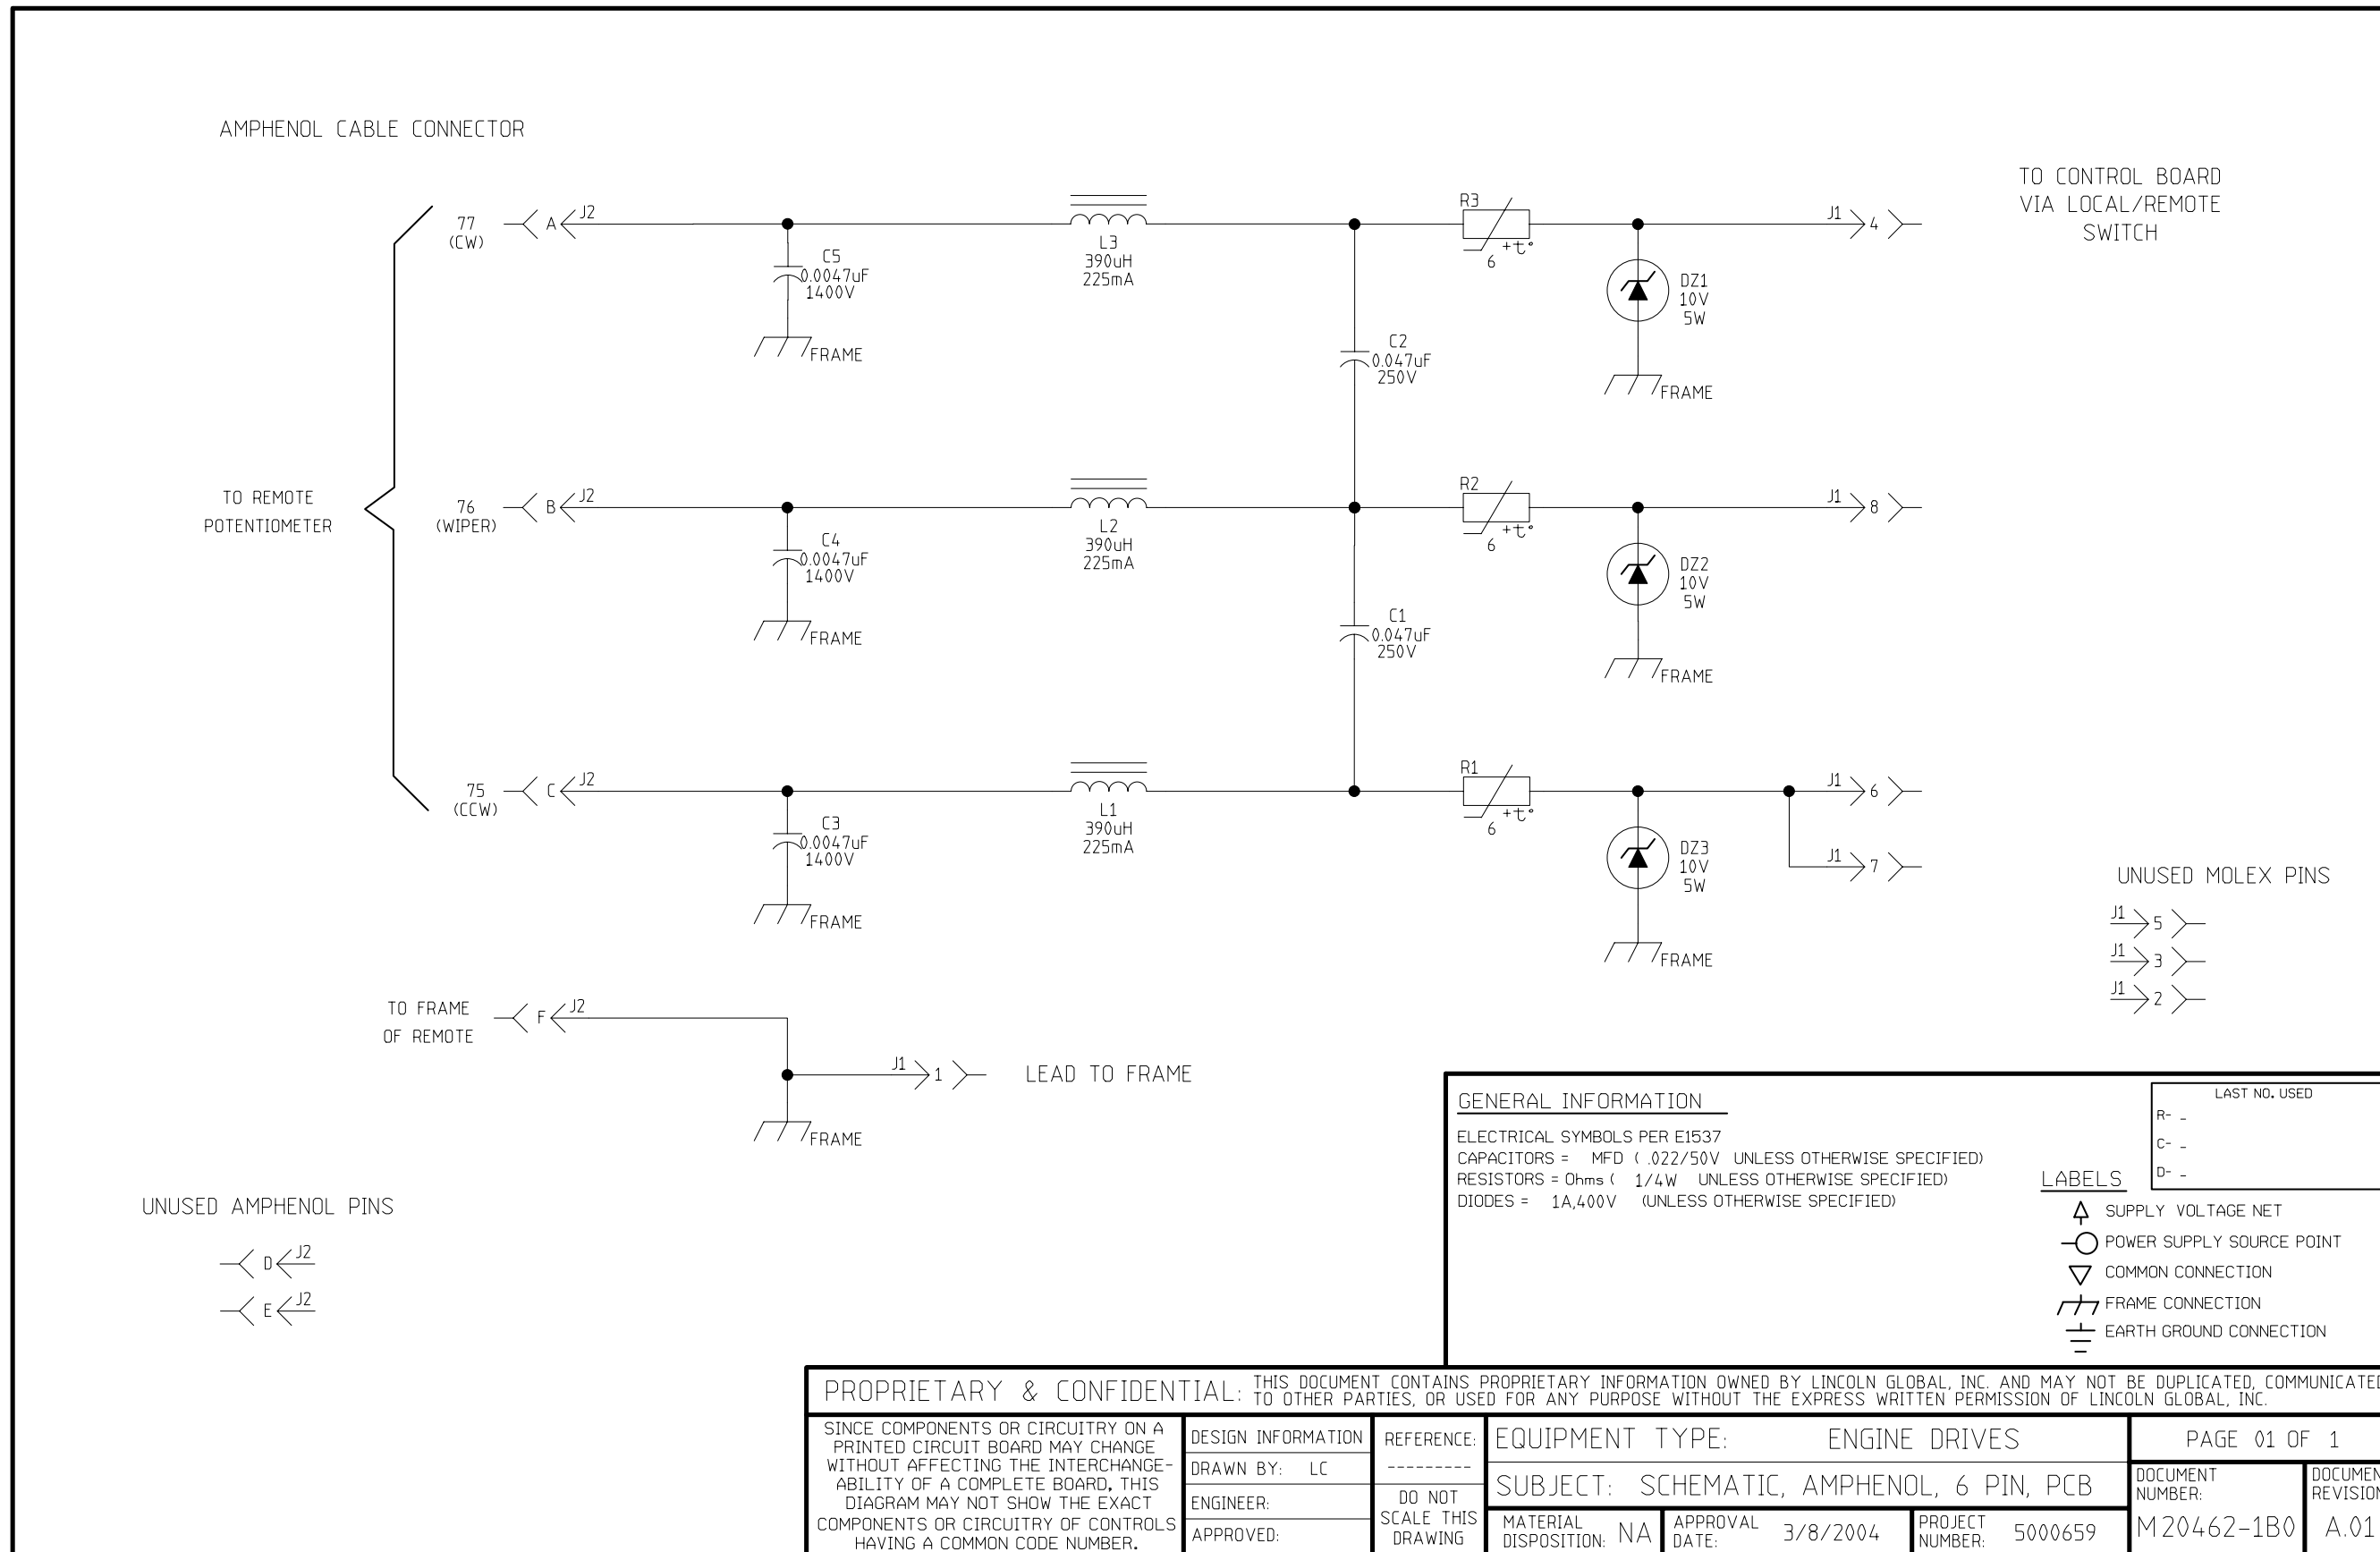 AMPHENOL CABLE CONNECTOR
TO CONTROL BOARD
VIA LOCAL/REMOTE
SWITCH
77
(CW)
A
J2
C5
0.0047uF
1400V
FRAME
L3
390uH
225mA
C2
0.047uF
250V
R3
6
+t°
DZ1
10V
5W
FRAME
J1
4
TO REMOTE
POTENTIOMETER
76
(WIPER)
B
J2
C4
0.0047uF
1400V
FRAME
L2
390uH
225mA
C1
0.047uF
250V
R2
6
+t°
DZ2
10V
5W
FRAME
J1
8
75
(CCW)
C
J2
C3
0.0047uF
1400V
FRAME
L1
390uH
225mA
R1
6
+t°
DZ3
10V
5W
FRAME
J1
6
J1
7
UNUSED MOLEX PINS
J1
5
J1
3
J1
2
TO FRAME
OF REMOTE
F
J2
J1
1
LEAD TO FRAME
FRAME
UNUSED AMPHENOL PINS
D
J2
E
J2
GENERAL INFORMATION
ELECTRICAL SYMBOLS PER E1537
CAPACITORS = MFD ( .022/50V UNLESS OTHERWISE SPECIFIED)
RESISTORS = Ohms ( 1/4W UNLESS OTHERWISE SPECIFIED)
DIODES = 1A,400V (UNLESS OTHERWISE SPECIFIED)
LAST NO. USED
R- _
C- _
D- _
LABELS
SUPPLY VOLTAGE NET
POWER SUPPLY SOURCE POINT
COMMON CONNECTION
FRAME CONNECTION
EARTH GROUND CONNECTION
PROPRIETARY & CONFIDENTIAL:
THIS DOCUMENT CONTAINS PROPRIETARY INFORMATION OWNED BY LINCOLN GLOBAL, INC. AND MAY NOT BE DUPLICATED, COMMUNICATED
TO OTHER PARTIES, OR USED FOR ANY PURPOSE WITHOUT THE EXPRESS WRITTEN PERMISSION OF LINCOLN GLOBAL, INC.
SINCE COMPONENTS OR CIRCUITRY ON A
PRINTED CIRCUIT BOARD MAY CHANGE
WITHOUT AFFECTING THE INTERCHANGE-
ABILITY OF A COMPLETE BOARD, THIS
DIAGRAM MAY NOT SHOW THE EXACT
COMPONENTS OR CIRCUITRY OF CONTROLS
HAVING A COMMON CODE NUMBER.
DESIGN INFORMATION
DRAWN BY: LC
ENGINEER:
APPROVED:
REFERENCE:
---------
DO NOT
SCALE THIS
DRAWING
EQUIPMENT TYPE: ENGINE DRIVES
SUBJECT: SCHEMATIC, AMPHENOL, 6 PIN, PCB
MATERIAL
DISPOSITION: NA
APPROVAL
DATE: 3/8/2004
PROJECT
NUMBER: 5000659
PAGE 01 OF 1
DOCUMENT
NUMBER:
M20462-1B0
DOCUMEN
REVISION
A.01